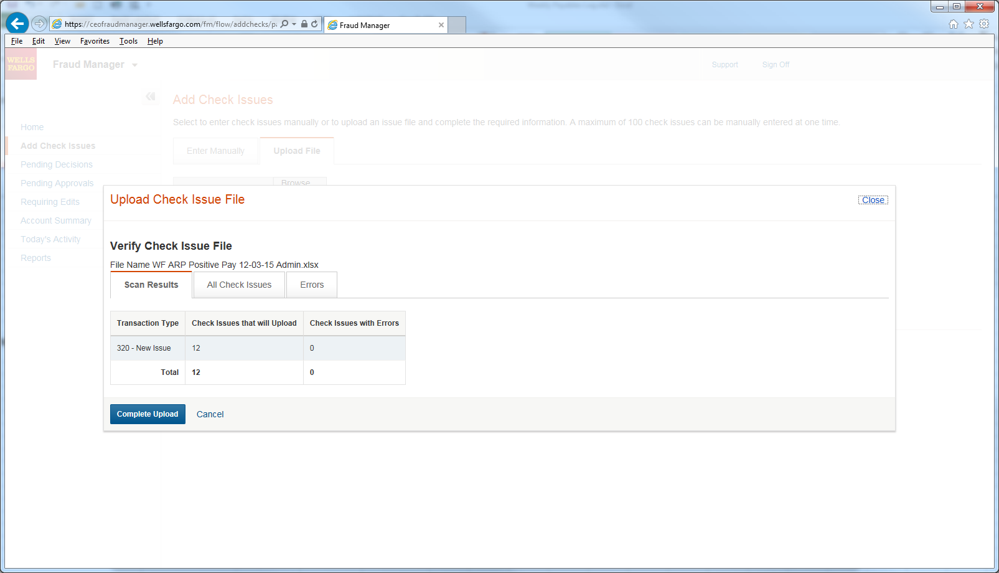 https://ceofraudmanager.wellsfargo.com/fm/flow/addchecks/pa
Fraud Manager
File Edit View Favorites Tools Help
WELLS
FARGO
Fraud Manager
Support Sign Off
Add Check Issues
Select to enter check issues manually or to upload an issue file and complete the required information. A maximum of 100 check issues can be manually entered at one time.
Home
Add Check Issues
Pending Decisions
Pending Approvals
Requiring Edits
Account Summary
Today's Activity
Reports
Enter Manually Upload File
Browse
Upload Check Issue File Close
Verify Check Issue File
File Name WF ARP Positive Pay 12-03-15 Admin.xlsx
Scan Results All Check Issues Errors
Transaction Type Check Issues that will Upload Check Issues with Errors
320 - New Issue 12 0
Total 12 0
Complete Upload Cancel